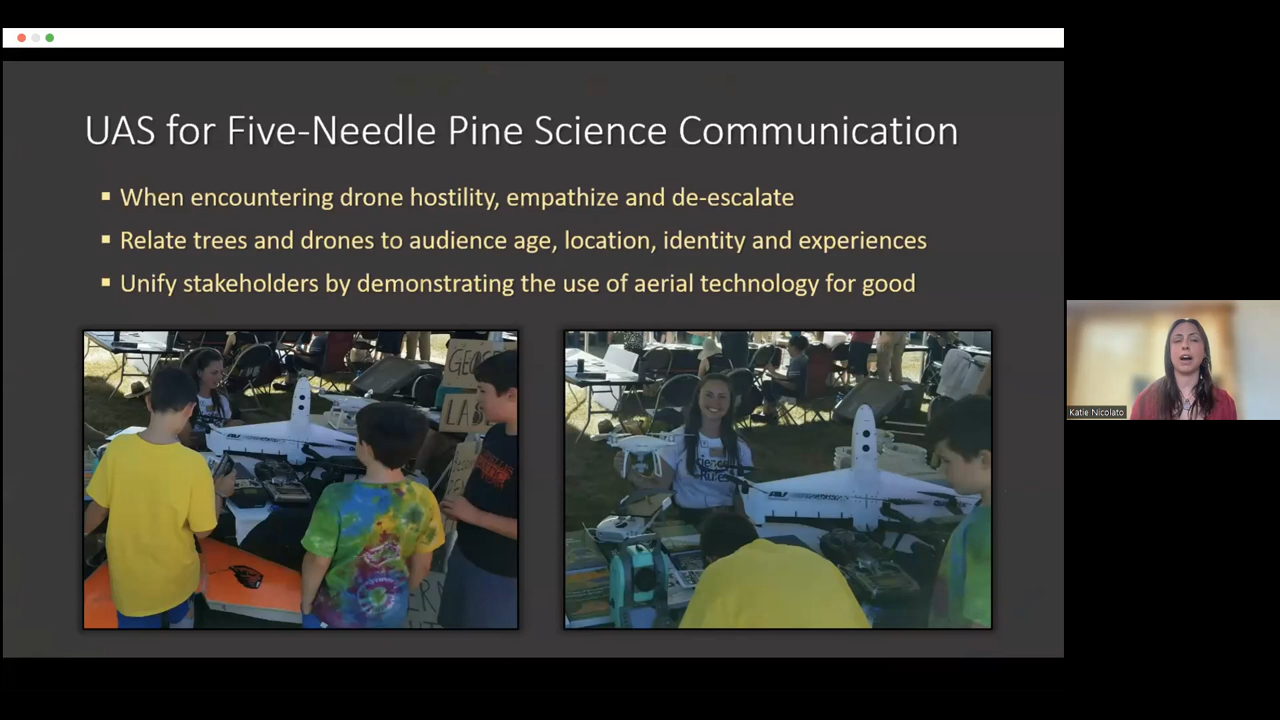 UAS for Five-Needle Pine Science Communication
When encountering drone hostility, empathize and de-escalate
Relate trees and drones to audience age, location, identity and experiences
Unify stakeholders by demonstrating the use of aerial technology for good
Science
Rules
Katie Nicolato